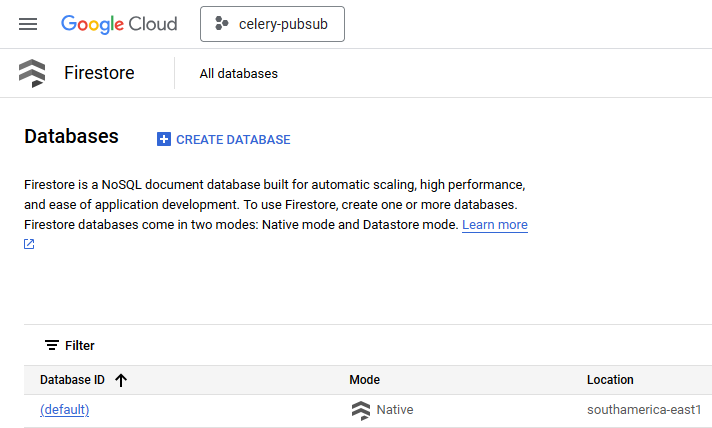 Google Cloud
celery-pubsub
Firestore
All databases
Databases
CREATE DATABASE
Firestore is a NoSQL document database built for automatic scaling, high performance,
and ease of application development. To use Firestore, create one or more databases.
Firestore databases come in two modes: Native mode and Datastore mode. Learn more
Filter
Database ID Mode Location
(default) Native southamerica-east1